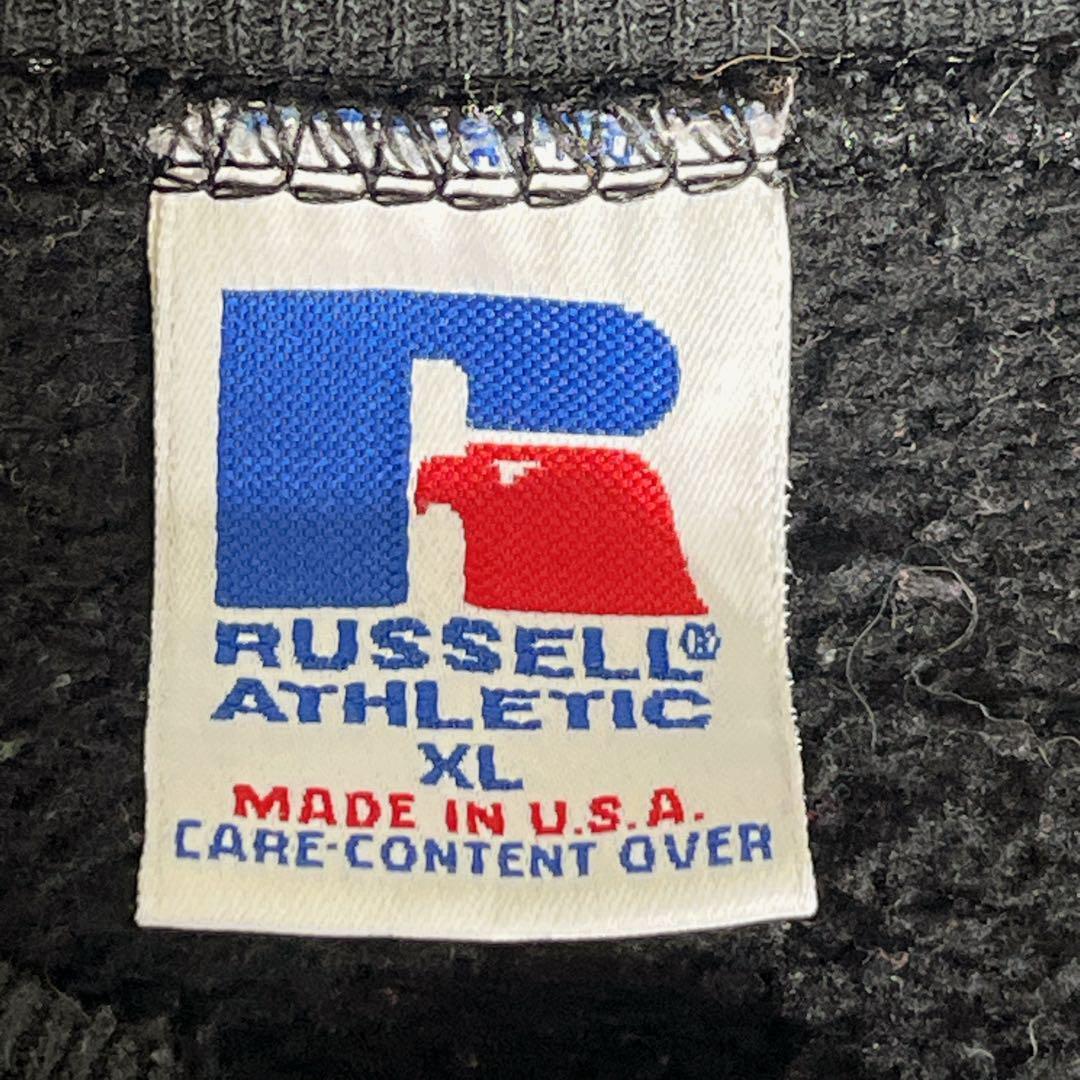 RUSSELL®
ATHLETIC
XL
MADE IN U.S.A.
CARE-CONTENT OVER